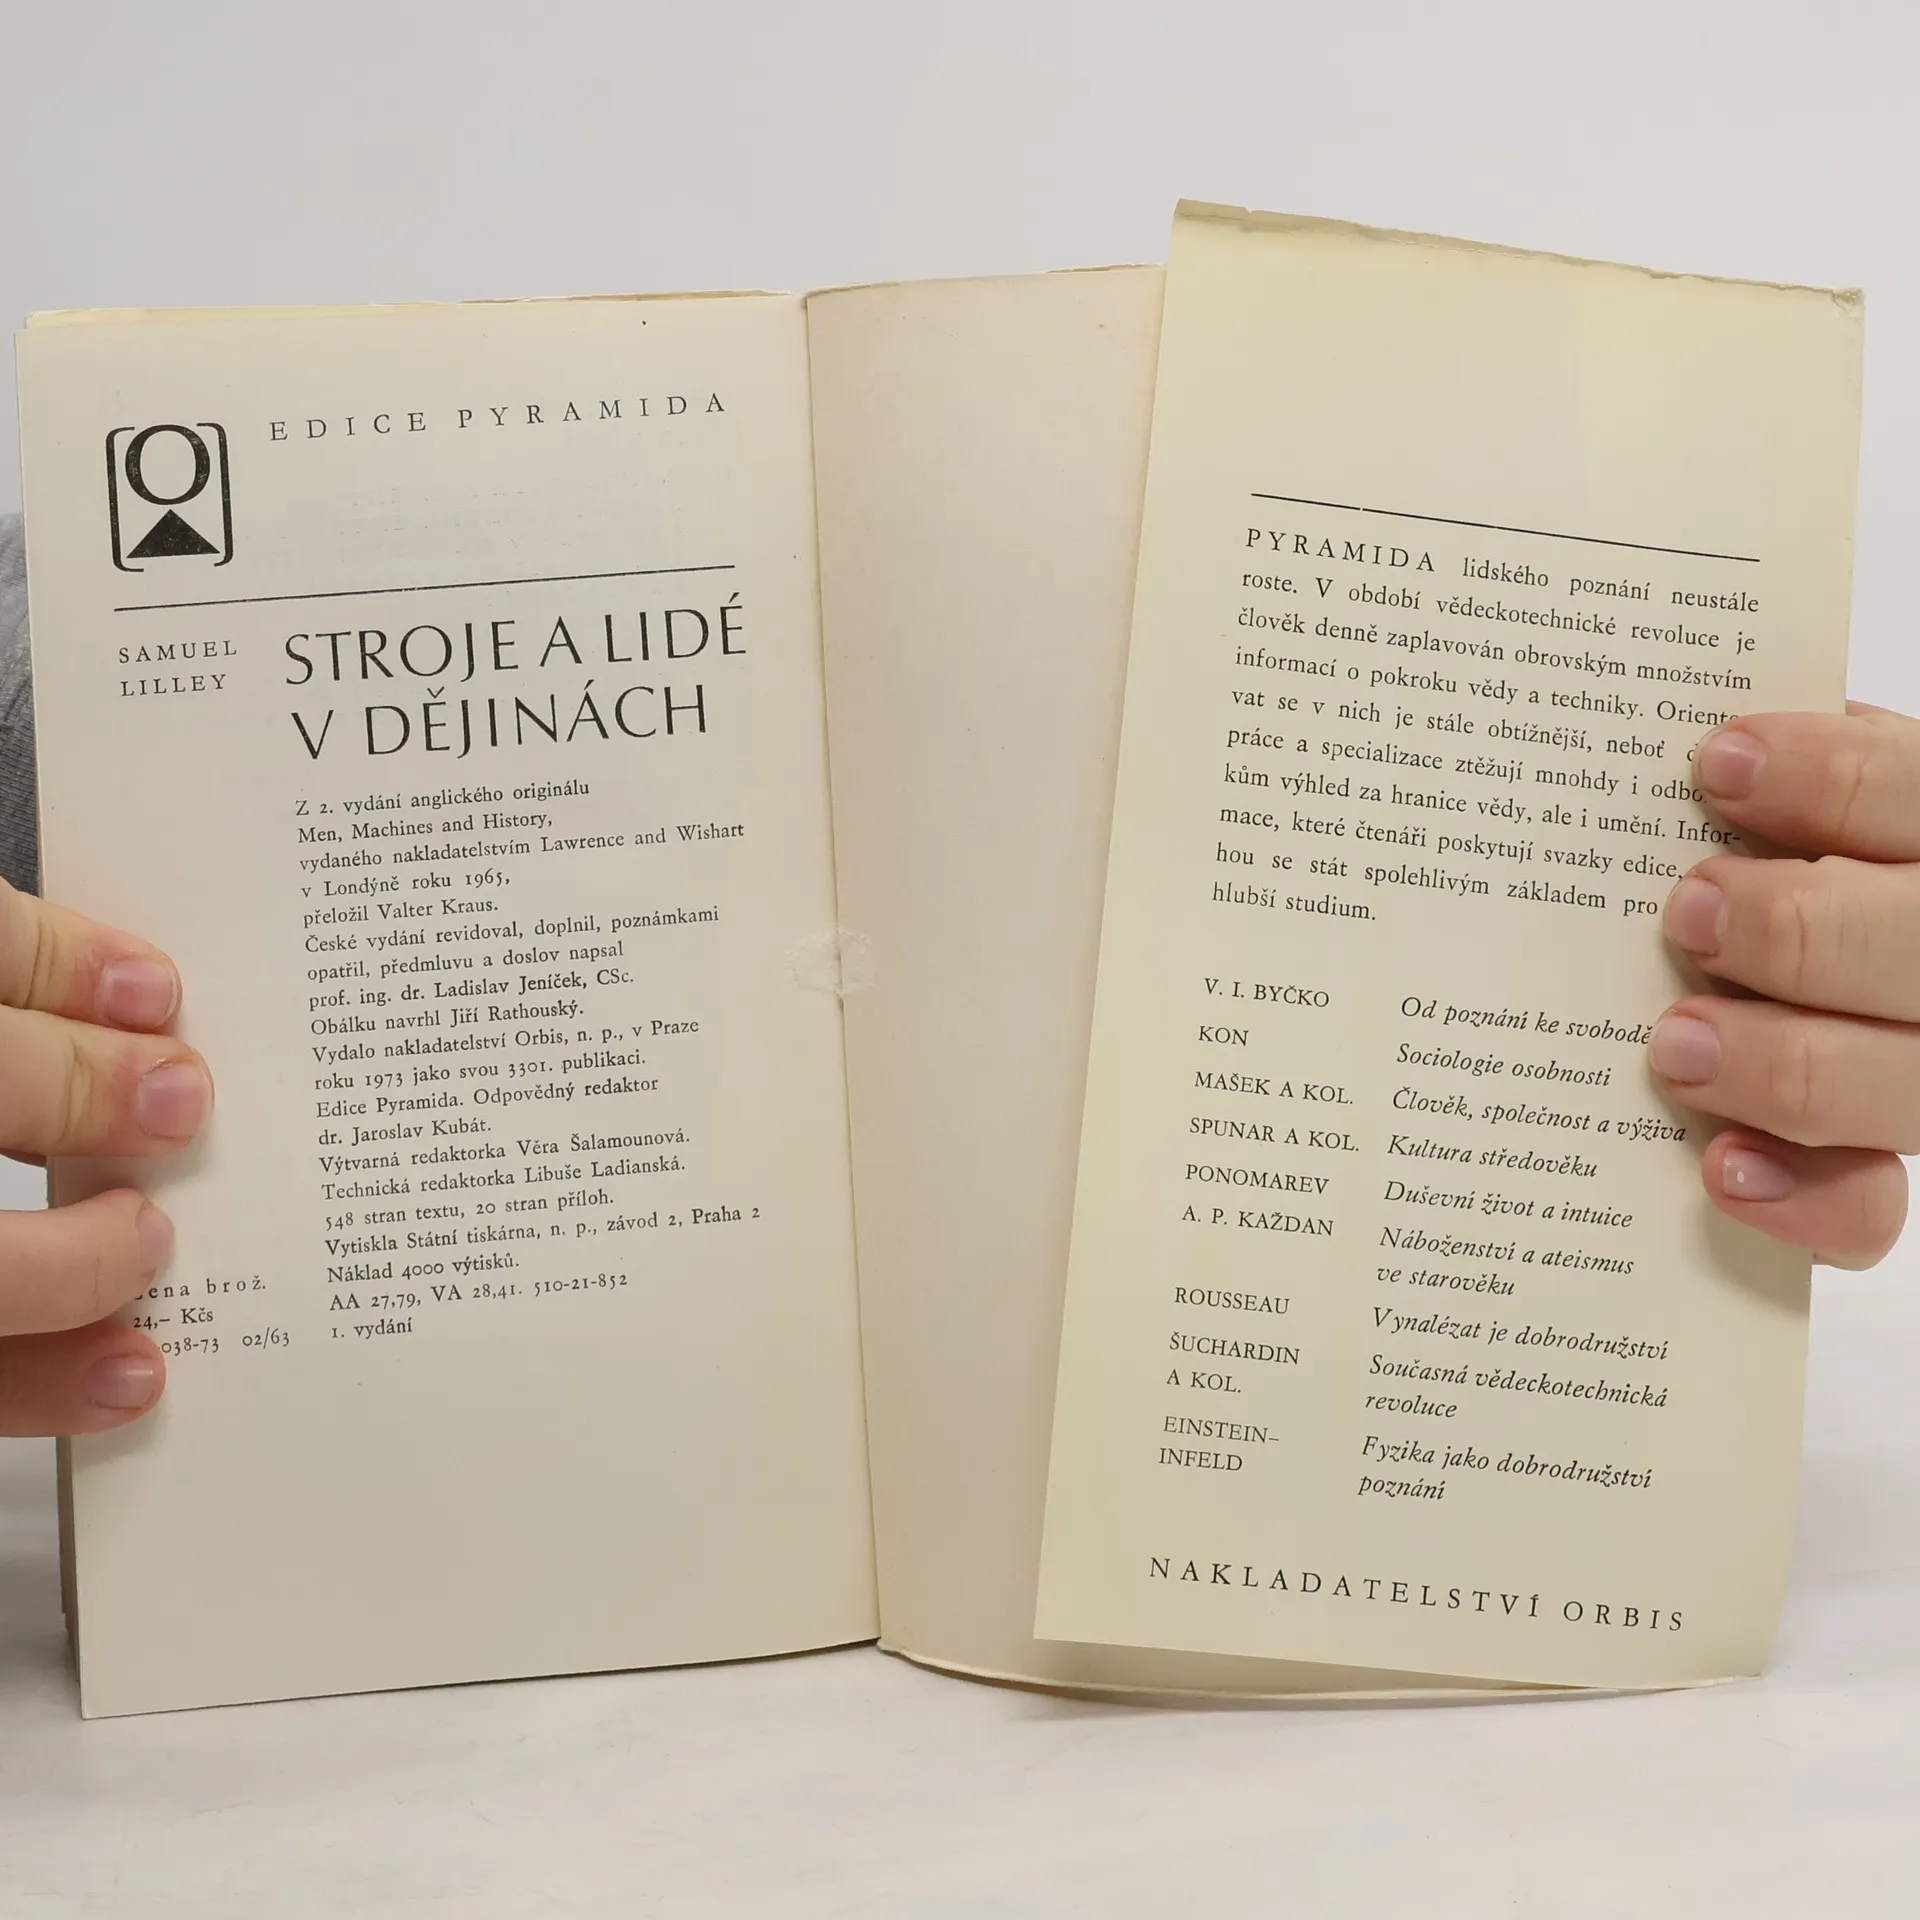 O
EDICE PYRAMIDA
SAMUEL
LILLEY
STROJE A LIDÉ
V DĚJINÁCH
Z 2. vydání anglického originálu
Men, Machines and History,
vydaného nakladatelstvím Lawrence and Wishart
v Londýně roku 1965,
přeložil Valter Kraus.
České vydání revidoval, doplnil, poznámkami
opatřil, předmluvu a doslov napsal
prof. ing. dr. Ladislav Jeníček, CSc.
Obálku navrhl Jiří Rathouský.
Vydalo nakladatelství Orbis, n. p., v Praze
roku 1973 jako svou 3301. publikaci.
Edice Pyramida. Odpovědný redaktor
dr. Jaroslav Kubát.
Výtvarná redaktorka Věra Šalamounová.
Technická redaktorka Libuše Ladianská.
548 stran textu, 20 stran příloh.
Vytiskla Státní tiskárna, n. p., závod 2, Praha 2
Náklad 4000 výtisků.
AA 27,79, VA 28,41. 510-21-852
1. vydání
brož.
24,– Kčs
038-73 02/63
PYRAMIDA lidského poznání neustále
roste. V období vědeckotechnické revoluce je
člověk denně zaplavován obrovským množstvím
informací o pokroku vědy a techniky. Oriento
vat se v nich je stále obtížnější, neboť
práce a specializace ztěžují mnohdy i odbo
kům výhled za hranice vědy, ale i umění. Infor-
mace, které čtenáři poskytují svazky edice,
hou se stát spolehlivým základem pro
hlubší studium.
V. I. BYČKO Od poznání ke svobodě
KON Sociologie osobnosti
MAŠEK A KOL. Člověk, společnost a výživa
SPUNAR A KOL. Kultura středověku
PONOMAREV Duševní život a intuice
A. P. KAŽDAN Náboženství a ateismus
ve starověku
ROUSSEAU Vynalézat je dobrodružství
ŠUCHARDIN Současná vědeckotechnická
A KOL. revoluce
EINSTEIN– Fyzika jako dobrodružství
INFELD poznání
NAKLADATELSTVÍ ORBIS